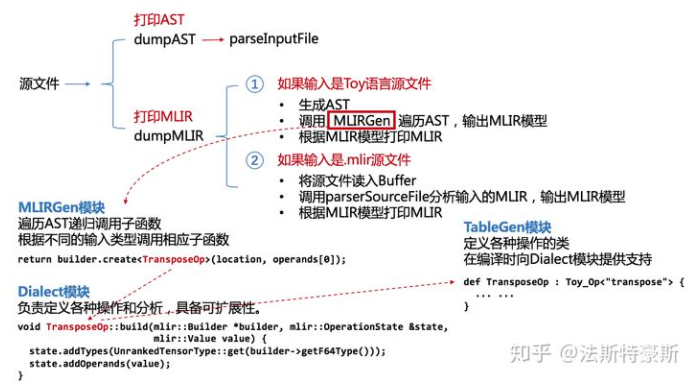 打印AST
dumpAST
parseInputFile
源文件
打印MLIR
dumpMLIR
① 如果输入是Toy语言源文件
• 生成AST
• 调用 MLIRGen 遍历AST，输出MLIR模型
• 根据MLIR模型打印MLIR
② 如果输入是.mlir源文件
• 将源文件读入Buffer
• 调用parserSourceFile分析输入的MLIR，输出MLIR模型
• 根据MLIR模型打印MLIR
MLIRGen模块
遍历AST递归调用子函数
根据不同的输入类型调用相应子函数
return builder.create<TransposeOp>(location, operands[0]);
TableGen模块
定义各种操作的类
在编译时向Dialect模块提供支持
def TransposeOp : Toy_Op<"transpose"> {
... ...
}
Dialect模块
负责定义各种操作和分析，具备可扩展性。
void TransposeOp::build(mlir::Builder *builder, mlir::OperationState &state,
mlir::Value value) {
state.addTypes(UnrankedTensorType::get(builder->getF64Type()));
state.addOperands(value);
}
知乎 @法斯特豪斯